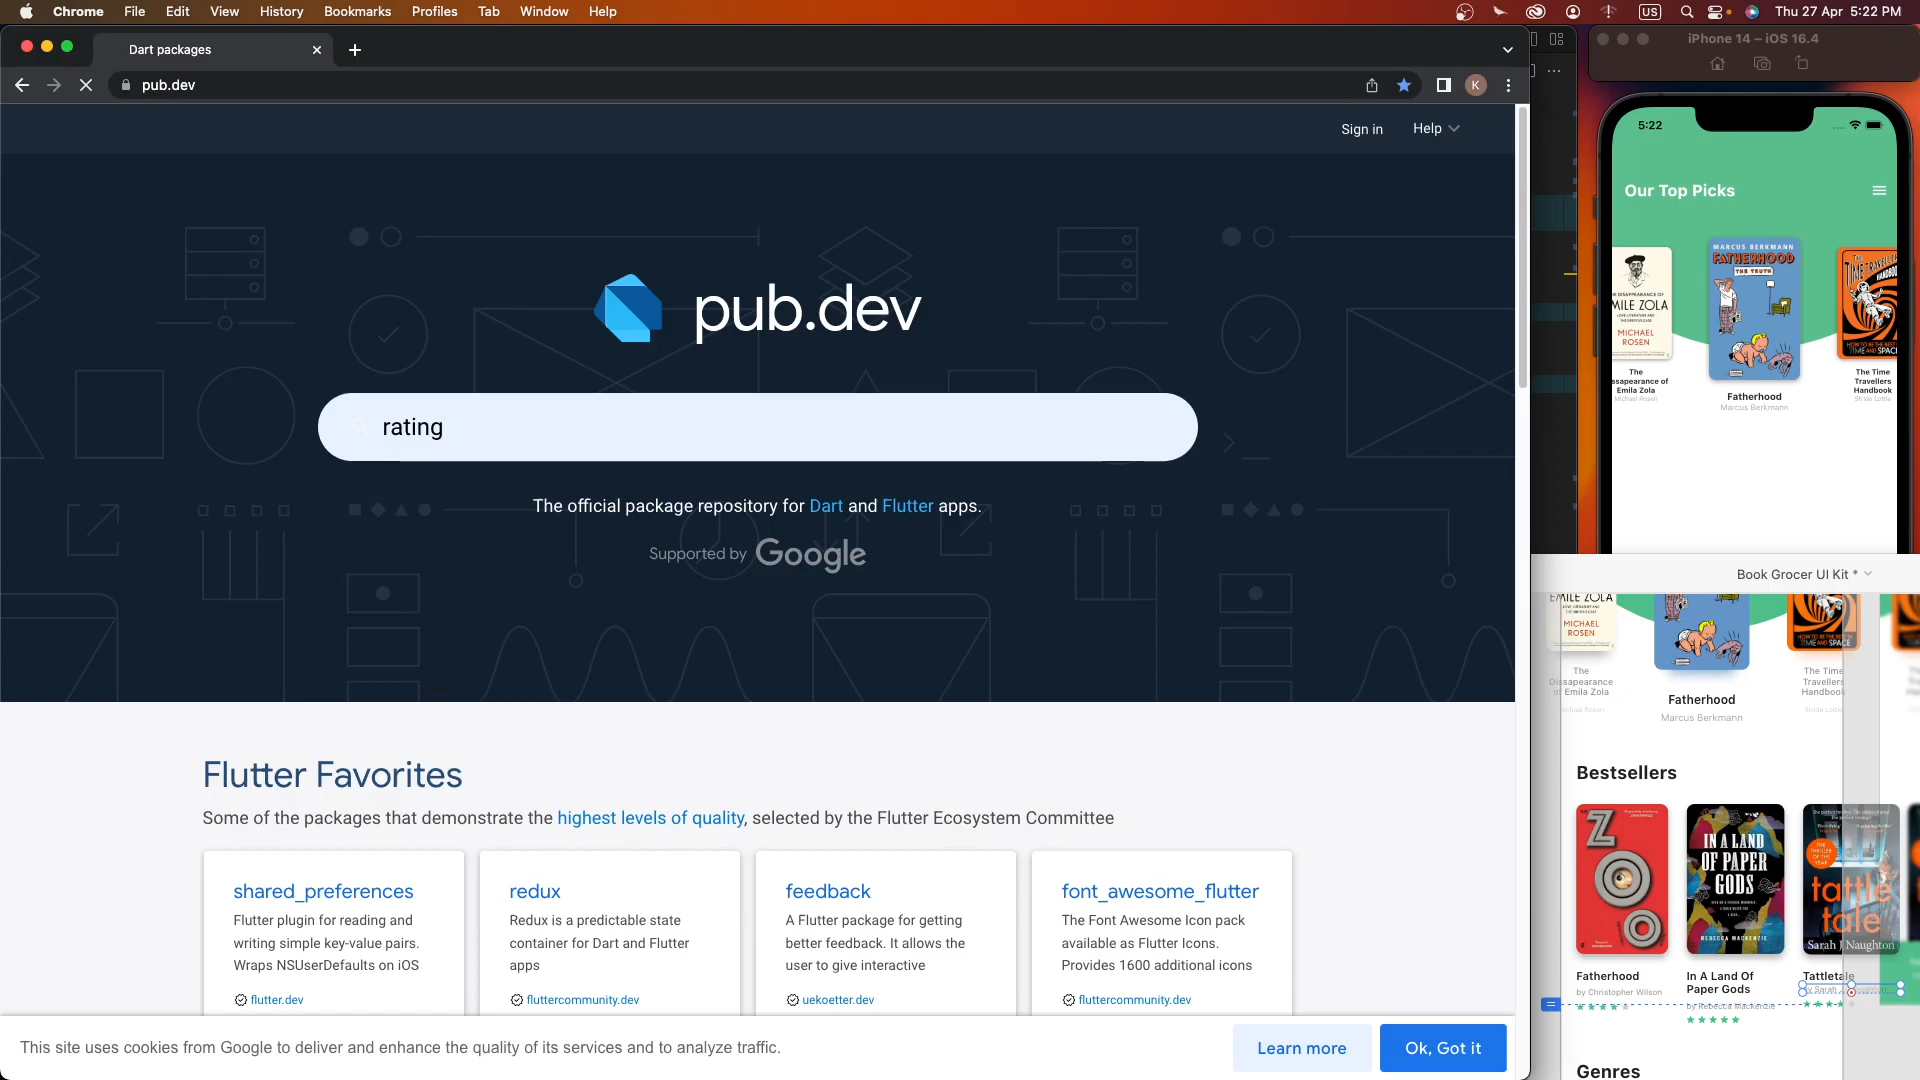 Chrome File Edit View History Bookmarks Profiles Tab Window Help
US Thu 27 Apr 5:22 PM
Dart packages
pub.dev
K
Sign in Help
pub.dev
rating
The official package repository for Dart and Flutter apps.
Supported by Google
Flutter Favorites
Some of the packages that demonstrate the highest levels of quality, selected by the Flutter Ecosystem Committee
shared_preferences
Flutter plugin for reading and
writing simple key-value pairs.
Wraps NSUserDefaults on iOS
flutter.dev
redux
Redux is a predictable state
container for Dart and Flutter
apps
fluttercommunity.dev
feedback
A Flutter package for getting
better feedback. It allows the
user to give interactive
uekoetter.dev
font_awesome_flutter
The Font Awesome Icon pack
available as Flutter Icons.
Provides 1600 additional icons
fluttercommunity.dev
This site uses cookies from Google to deliver and enhance the quality of its services and to analyze traffic.
Learn more
Ok, Got it
iPhone 14 – iOS 16.4
5:22
Our Top Picks
MILE ZOLA
MICHAEL
ROSEN
The
ssapearance of
Emila Zola
Michael Rosen
MARCUS BERKMANN
FATHERHOOD
THE TRUTH
Fatherhood
Marcus Berkmann
THE
TIME TRAVELLER
HANDBOOK
HOW TO BE THE BEST
TIME AND SPACE
The Time
Travellers
Handbook
Book Grocer UI Kit *
EMILE ZOLA
MICHAEL
ROSEN
The
Dissapearance
of Emila Zola
Michael Rosen
Fatherhood
Marcus Berkmann
The Time
Travellers
Handbook
Bestsellers
ZOO
Fatherhood
by Christopher Wilson
IN A LAND
OF PAPER
GODS
REBECCA MACKENZIE
In A Land Of
Paper Gods
by Rebecca Mackenzie
tattle
tale
Sarah J Naughton
Tattletale
Genres